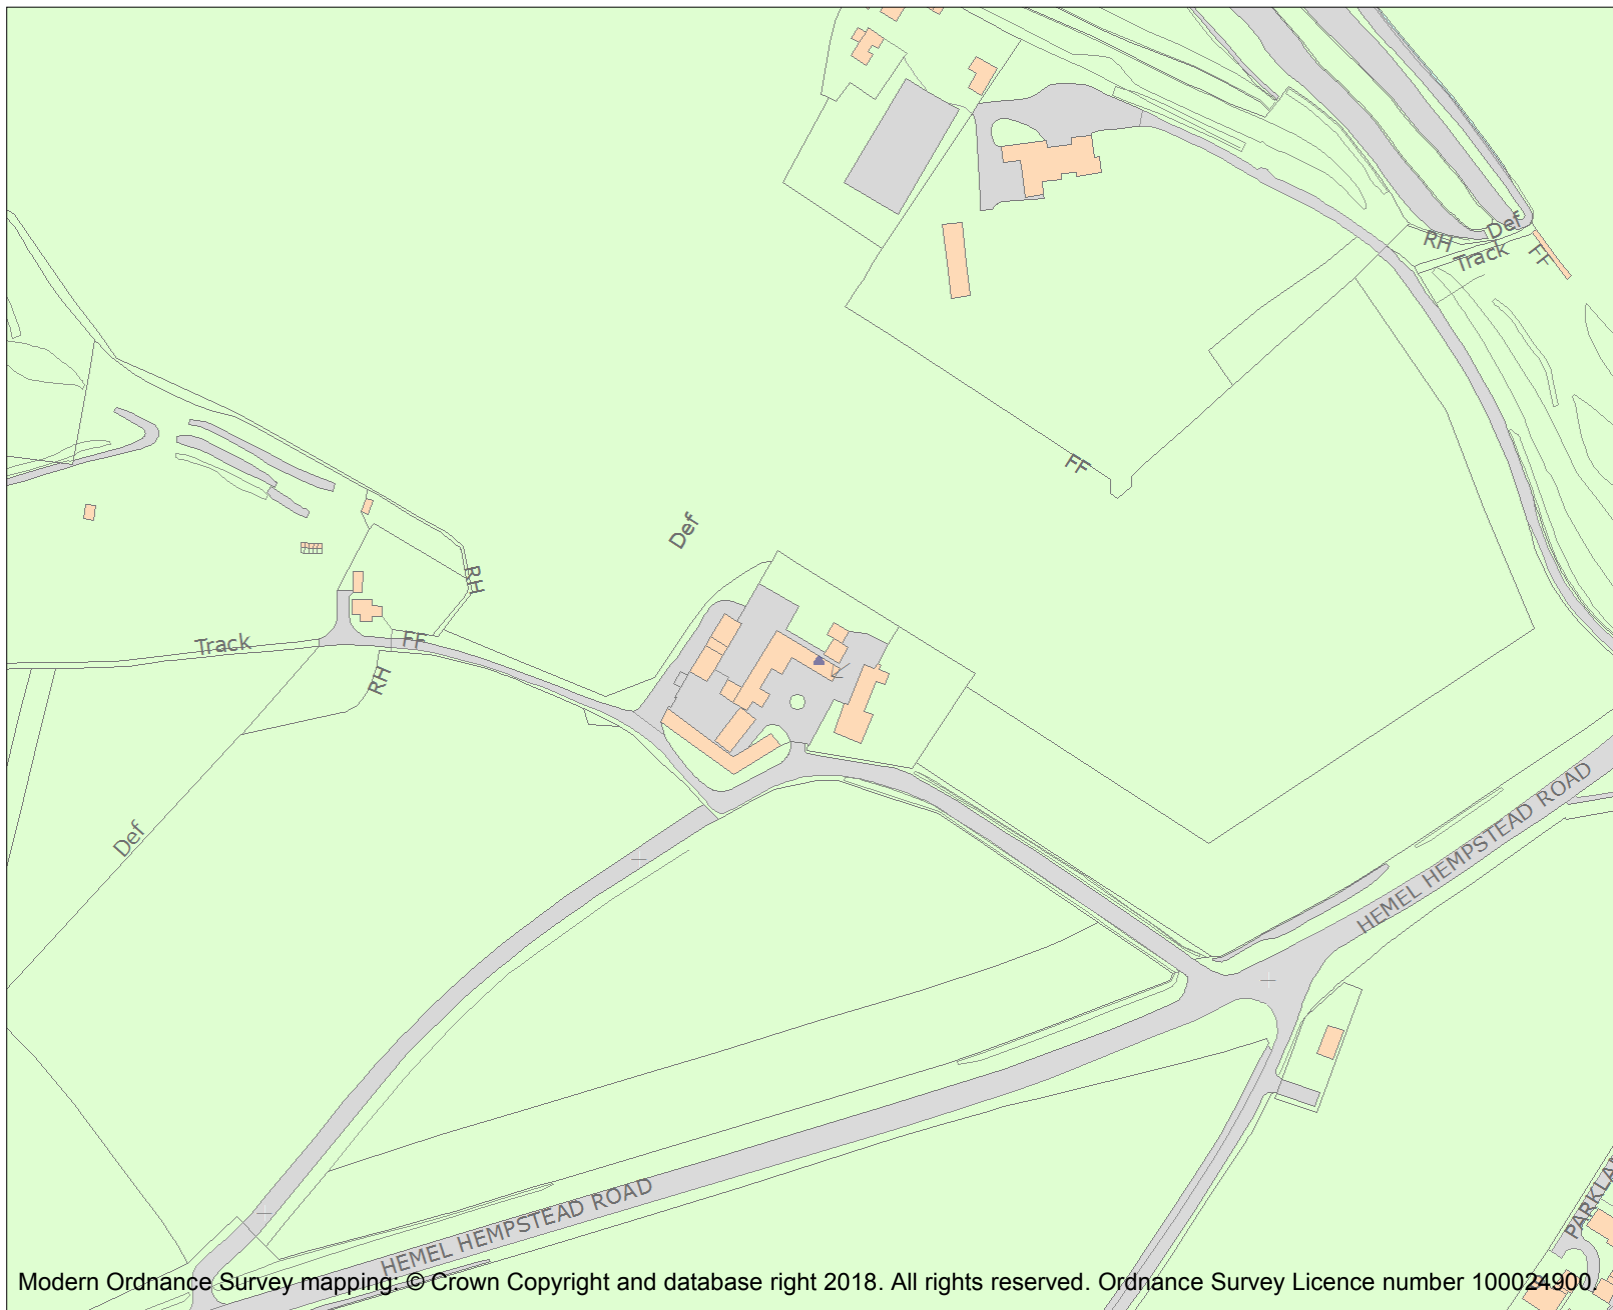 RH
Def
Track
FF
FF
Def
RH
Track
FF
RH
Def
HEMEL HEMPSTEAD ROAD
HEMEL HEMPSTEAD ROAD
PARKLA
Modern Ordnance Survey mapping: © Crown Copyright and database right 2018. All rights reserved. Ordnance Survey Licence number 100024900.